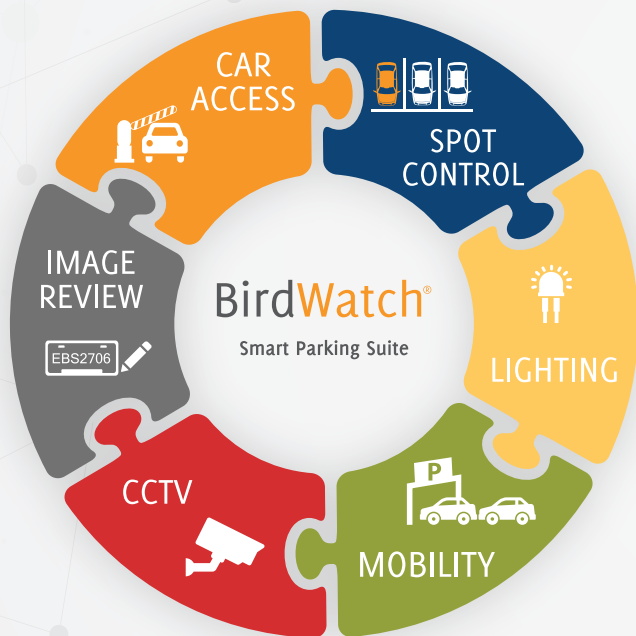 CAR
ACCESS
SPOT
CONTROL
IMAGE
REVIEW
EBS2706
BirdWatch®
Smart Parking Suite
LIGHTING
CCTV
P
MOBILITY